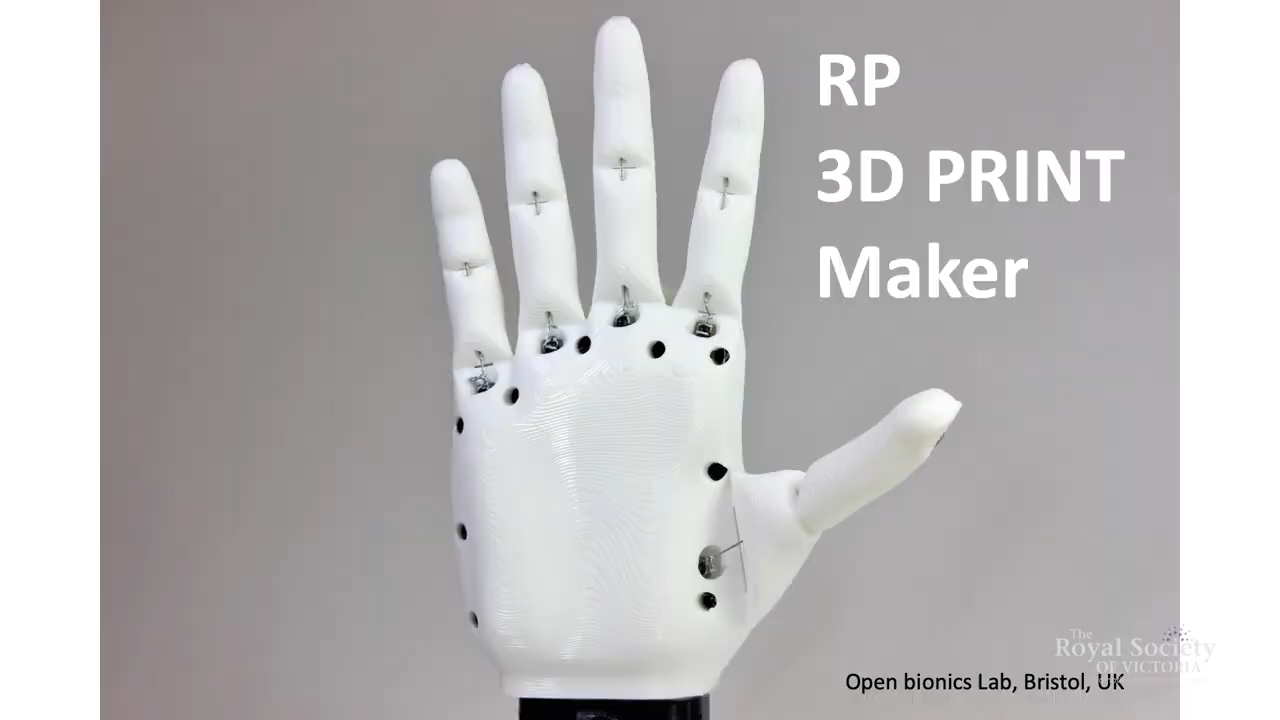 RP
3D PRINT
Maker
The
Royal Society
OF VICTORIA
Open bionics Lab, Bristol, UK